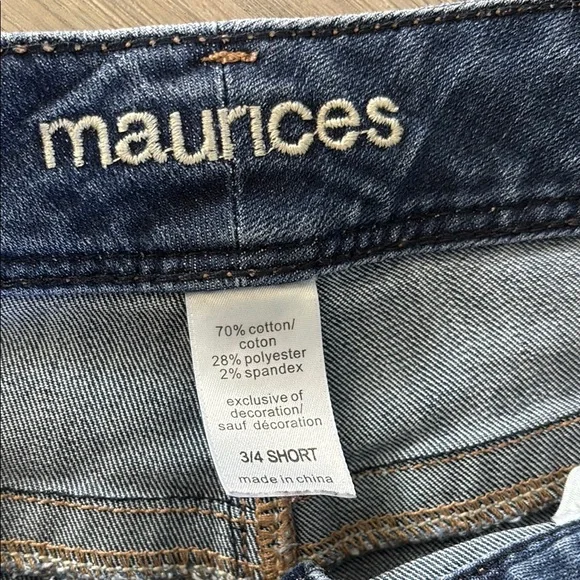 maurices
70% cotton/
coton
28% polyester
2% spandex
exclusive of
decoration/
sauf décoration
3/4 SHORT
made in china